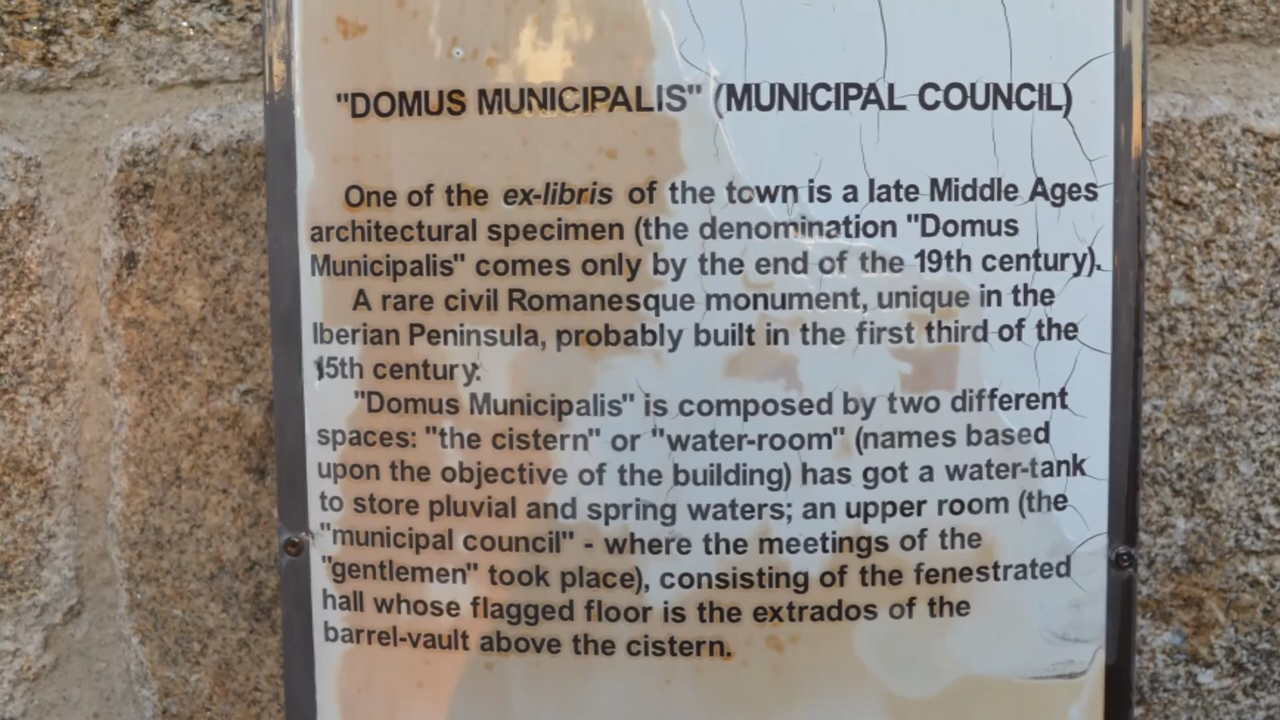 "DOMUS MUNICIPALIS" (MUNICIPAL COUNCIL)
One of the ex-libris of the town is a late Middle Ages
architectural specimen (the denomination "Domus
Municipalis" comes only by the end of the 19th century).
A rare civil Romanesque monument, unique in the
Iberian Peninsula, probably built in the first third of the
15th century.
"Domus Municipalis" is composed by two different
spaces: "the cistern" or "water-room" (names based
upon the objective of the building) has got a water-tank
to store pluvial and spring waters; an upper room (the
"municipal council" - where the meetings of the
"gentlemen" took place), consisting of the fenestrated
hall whose flagged floor is the extrados of the
barrel-vault above the cistern.